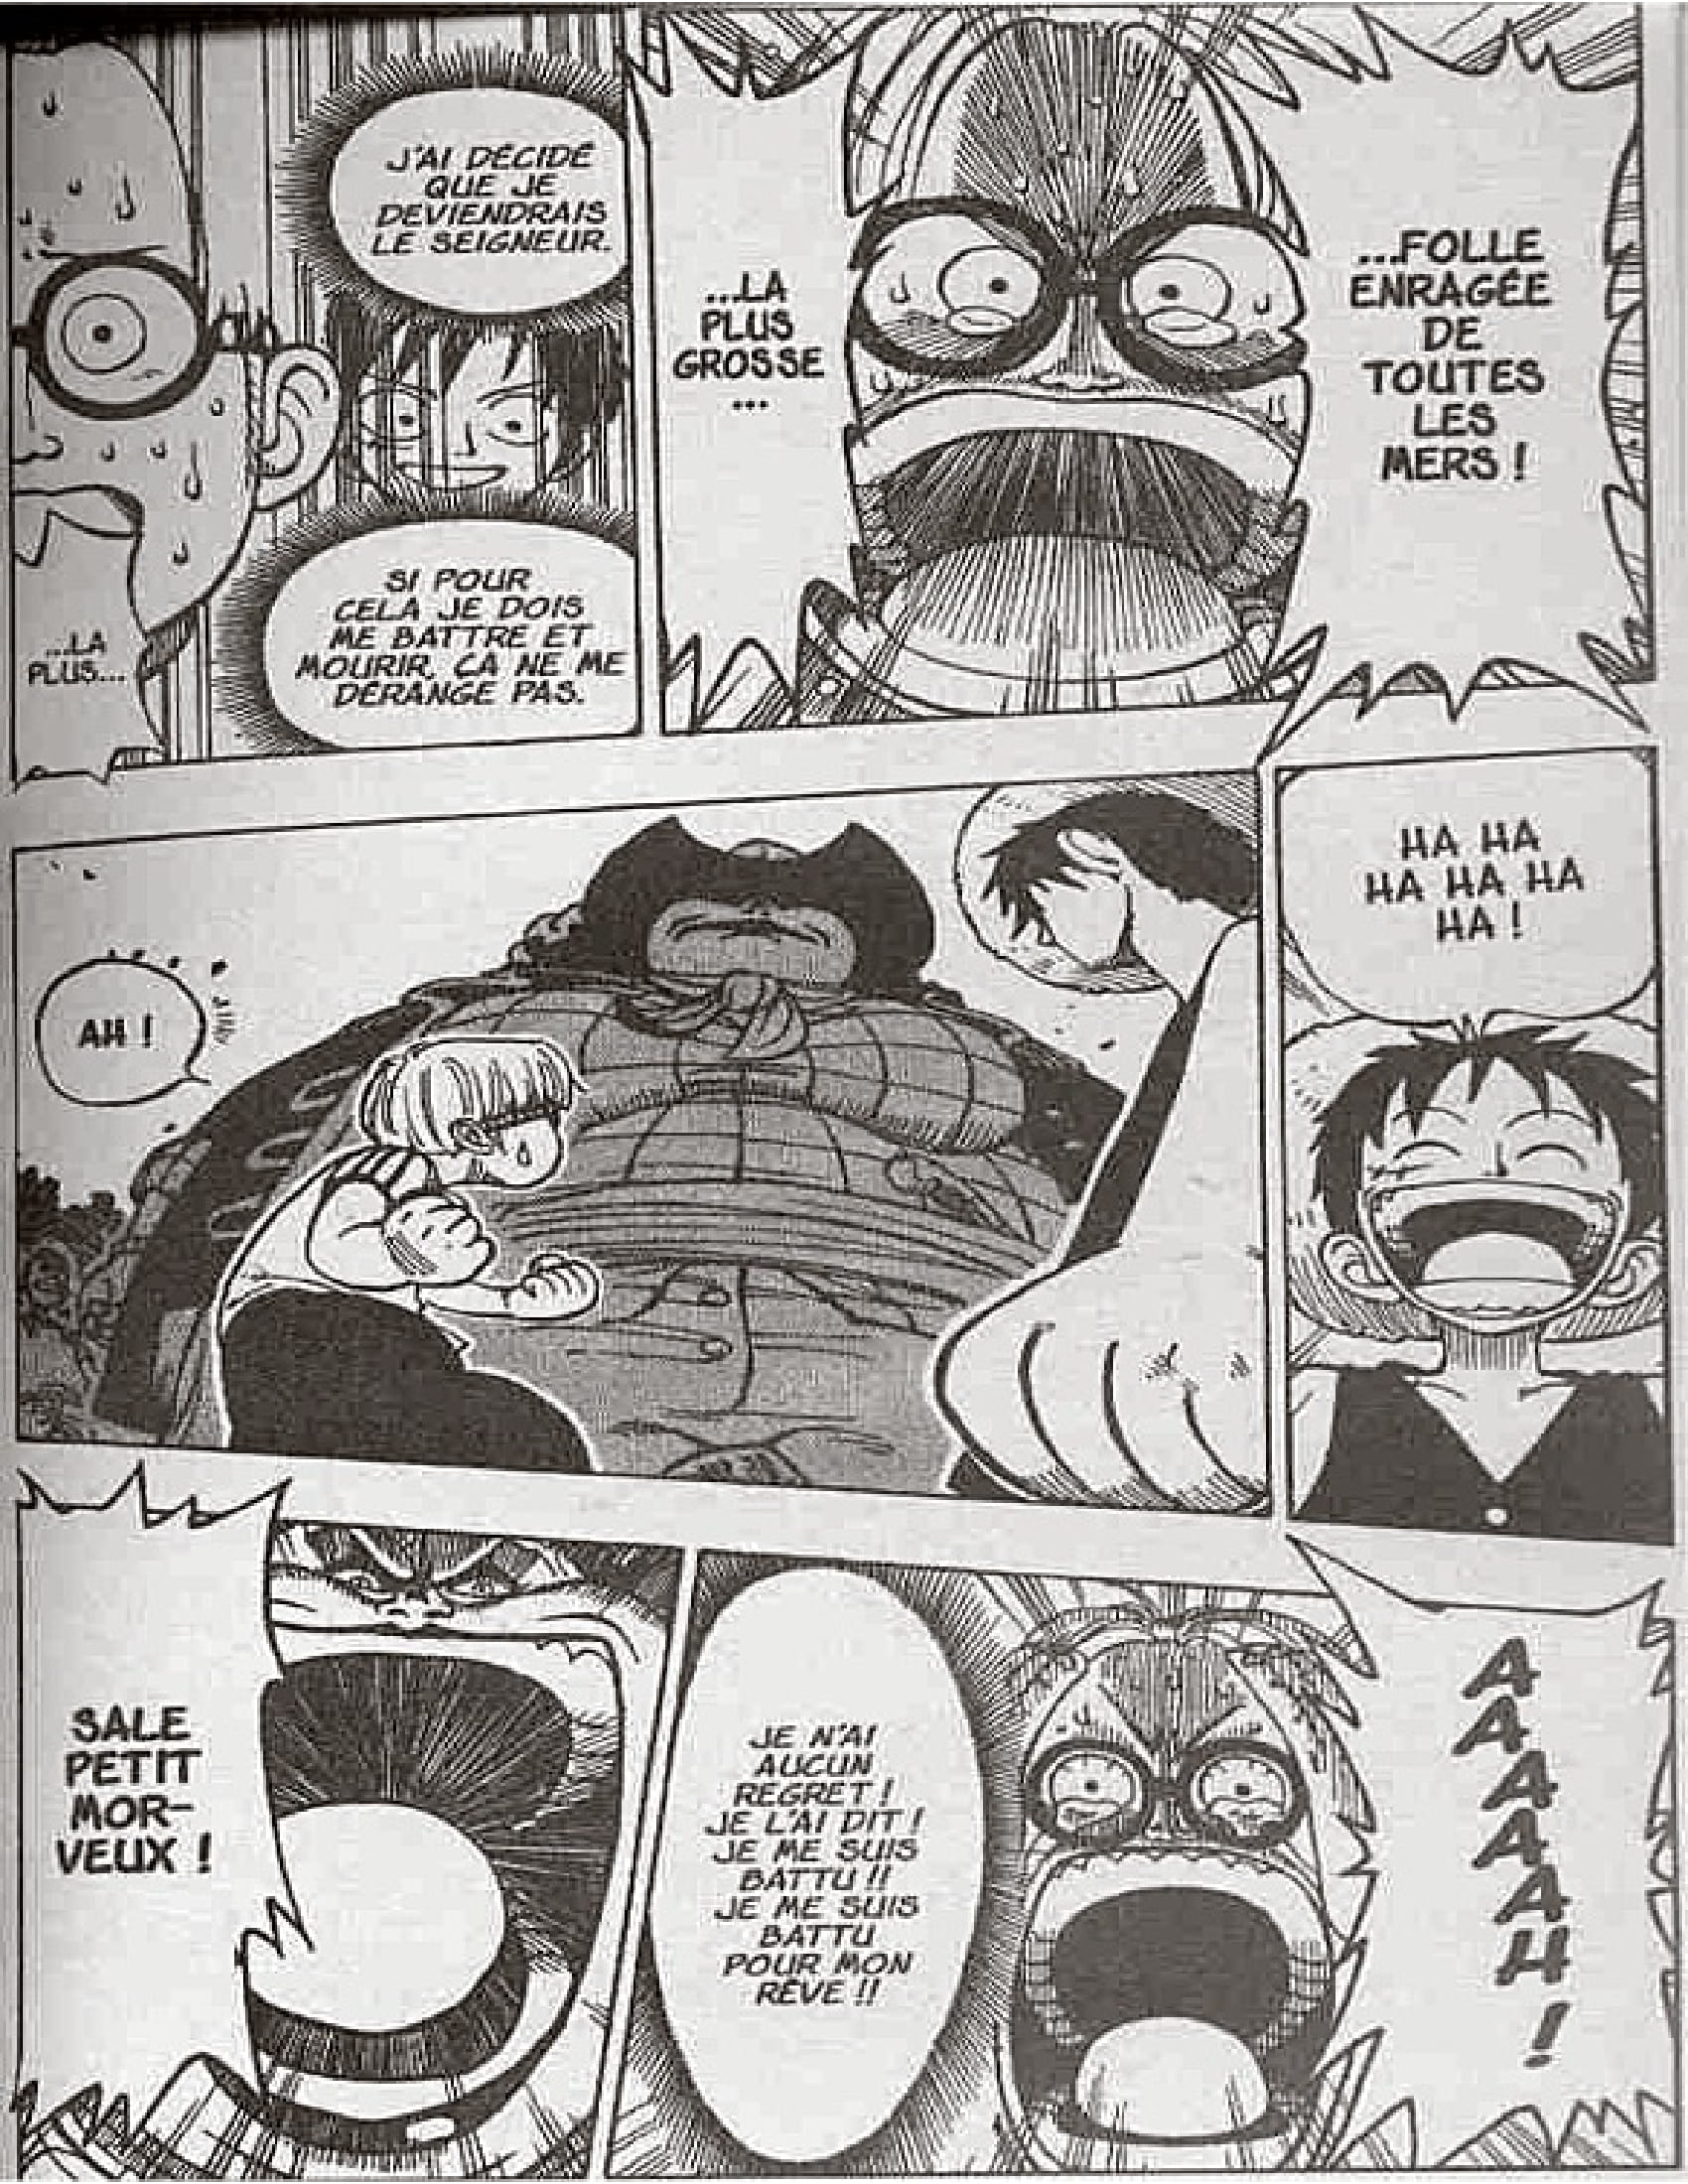 J'AI DÉCIDÉ
QUE JE
DEVIENDRAIS
LE SEIGNEUR.
SI POUR
CELA JE DOIS
ME BATTRE ET
MOURIR, ÇA NE ME
DÉRANGE PAS.
...LA
PLUS...
...LA
PLUS
GROSSE
...
...FOLLE
ENRAGÉE
DE
TOUTES
LES
MERS !
AH !
HA HA
HA HA HA
HA !
SALE
PETIT
MOR-
VEUX !
JE N'AI
AUCUN
REGRET !
JE L'AI DIT !
JE ME SUIS
BATTU !!
JE ME SUIS
BATTU
POUR MON
RÊVE !!
AAAAAH !